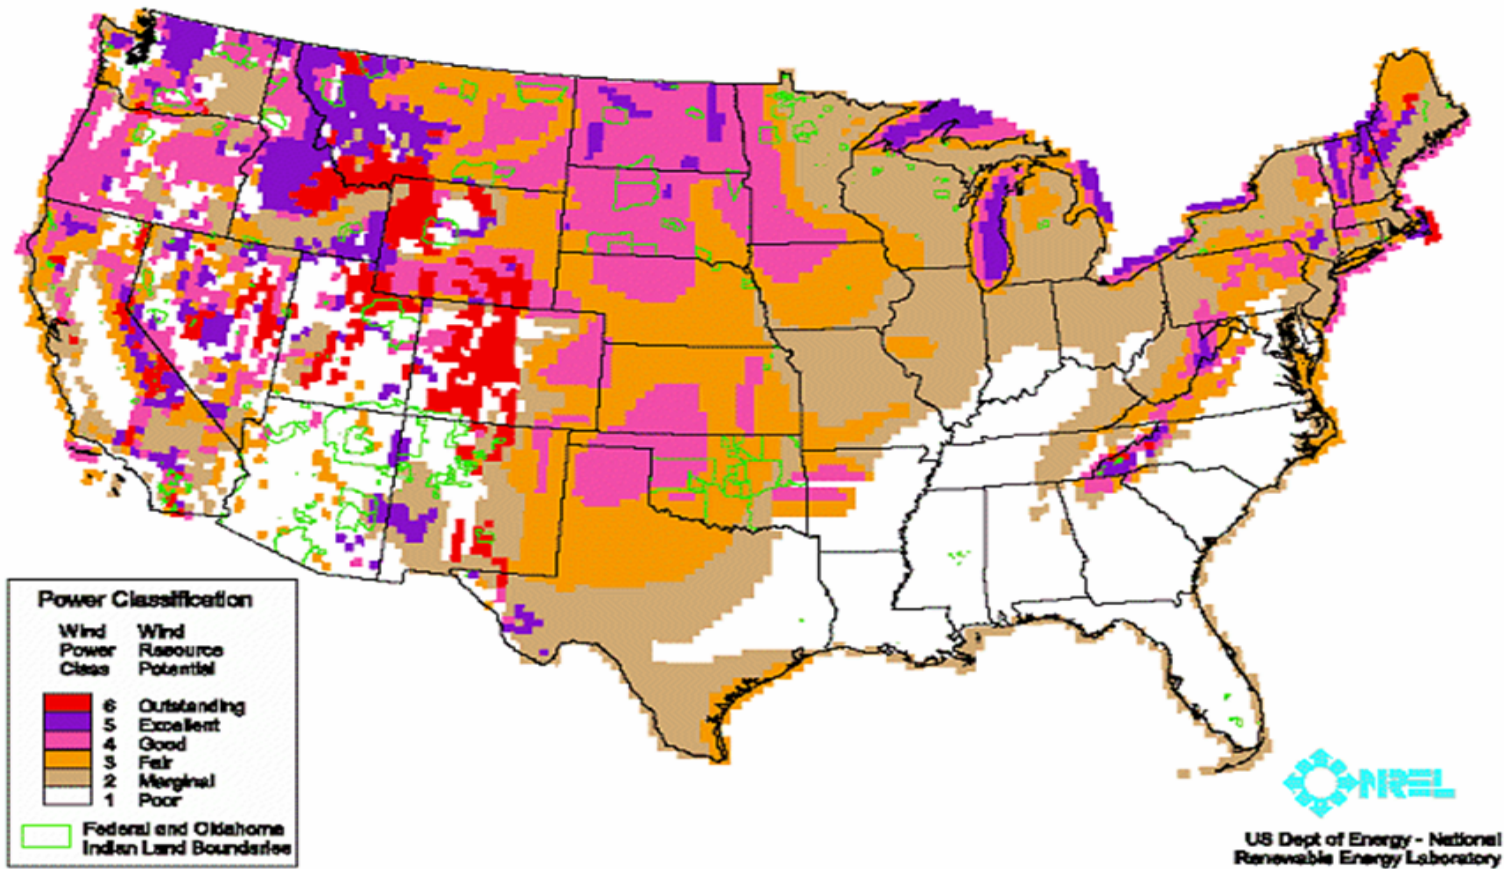 Power Classification
Wind Wind
Power Resource
Class Potential
6 Outstanding
5 Excellent
4 Good
3 Fair
2 Marginal
1 Poor
Federal and Oklahoma
Indian Land Boundaries
NREL
US Dept of Energy - National
Renewable Energy Laboratory